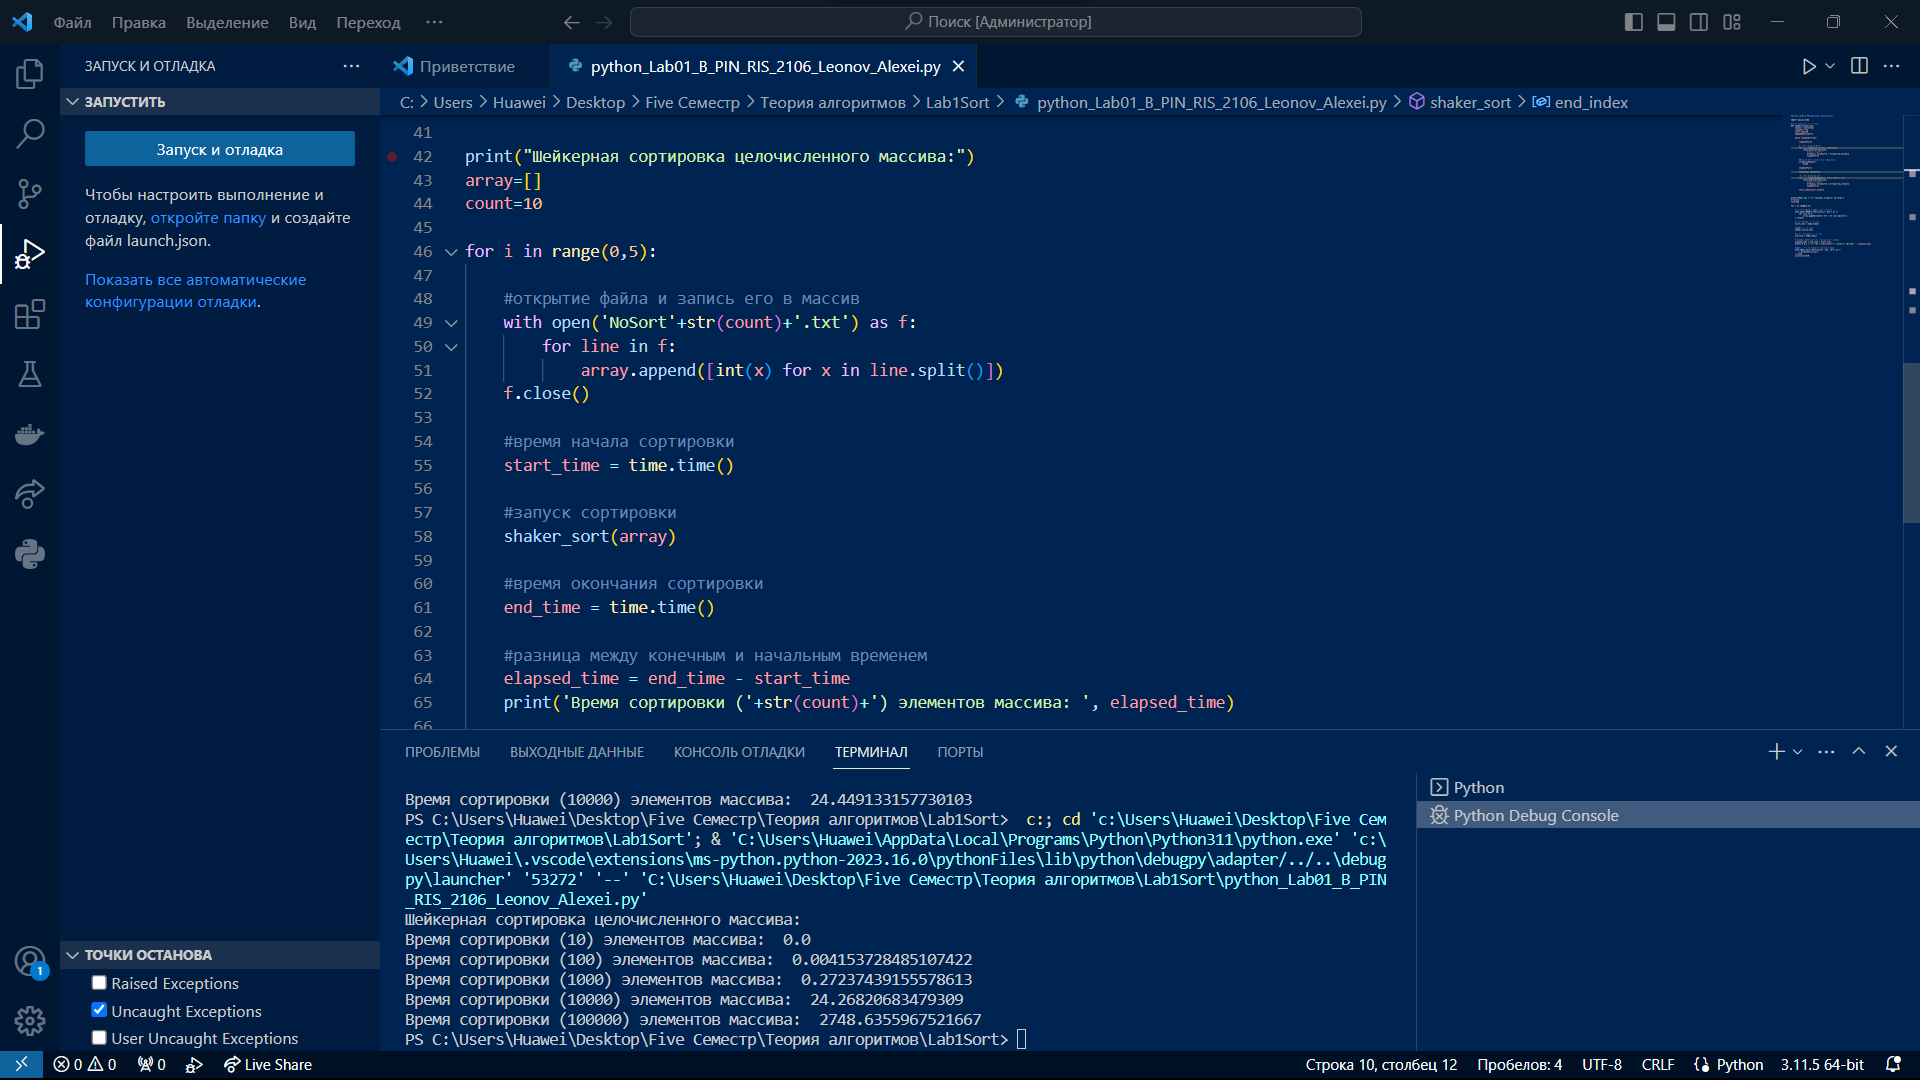 Файл Правка Выделение Вид Переход ··· Поиск [Администратор]
ЗАПУСК И ОТЛАДКА ···
ЗАПУСТИТЬ
Запуск и отладка
Чтобы настроить выполнение и
отладку, откройте папку и создайте
файл launch.json.
Показать все автоматические
конфигурации отладки.
ТОЧКИ ОСТАНОВА
Raised Exceptions
Uncaught Exceptions
User Uncaught Exceptions
1
Приветствие python_Lab01_B_PIN_RIS_2106_Leonov_Alexei.py
C: > Users > Huawei > Desktop > Five Семестр > Теория алгоритмов > Lab1Sort > python_Lab01_B_PIN_RIS_2106_Leonov_Alexei.py > shaker_sort > end_index
41
42 print("Шейкерная сортировка целочисленного массива:")
43 array=[]
44 count=10
45
46 for i in range(0,5):
47
48 #открытие файла и запись его в массив
49 with open('NoSort'+str(count)+'.txt') as f:
50 for line in f:
51 array.append([int(x) for x in line.split()])
52 f.close()
53
54 #время начала сортировки
55 start_time = time.time()
56
57 #запуск сортировки
58 shaker_sort(array)
59
60 #время окончания сортировки
61 end_time = time.time()
62
63 #разница между конечным и начальным временем
64 elapsed_time = end_time - start_time
65 print('Время сортировки ('+str(count)+') элементов массива: ', elapsed_time)
66
ПРОБЛЕМЫ ВЫХОДНЫЕ ДАННЫЕ КОНСОЛЬ ОТЛАДКИ ТЕРМИНАЛ ПОРТЫ
Время сортировки (10000) элементов массива:  24.449133157730103
PS C:\Users\Huawei\Desktop\Five Семестр\Теория алгоритмов\Lab1Sort>  c:; cd 'c:\Users\Huawei\Desktop\Five Сем
естр\Теория алгоритмов\Lab1Sort'; & 'C:\Users\Huawei\AppData\Local\Programs\Python\Python311\python.exe' 'c:\
Users\Huawei\.vscode\extensions\ms-python.python-2023.16.0\pythonFiles\lib\python\debugpy\adapter/../..\debug
py\launcher' '53272' '--' 'C:\Users\Huawei\Desktop\Five Семестр\Теория алгоритмов\Lab1Sort\python_Lab01_B_PIN
_RIS_2106_Leonov_Alexei.py'
Шейкерная сортировка целочисленного массива:
Время сортировки (10) элементов массива:  0.0
Время сортировки (100) элементов массива:  0.004153728485107422
Время сортировки (1000) элементов массива:  0.27237439155578613
Время сортировки (10000) элементов массива:  24.26820683479309
Время сортировки (100000) элементов массива:  2748.6355967521667
PS C:\Users\Huawei\Desktop\Five Семестр\Теория алгоритмов\Lab1Sort>
Python
Python Debug Console
0 0 0 Live Share Строка 10, столбец 12 Пробелов: 4 UTF-8 CRLF Python 3.11.5 64-bit